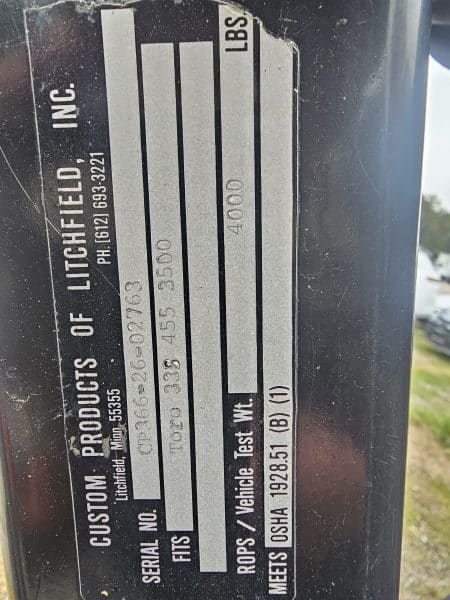 CUSTOM PRODUCTS OF LITCHFIELD, INC.
Litchfield, Minn. 55355 PH. [612] 693-3221
SERIAL NO. CP366-26-02763
FITS Toro 335 455 3500
ROPS / Vehicle Test Wt. 4000 LBS
MEETS OSHA 1928.51 (B) (1)